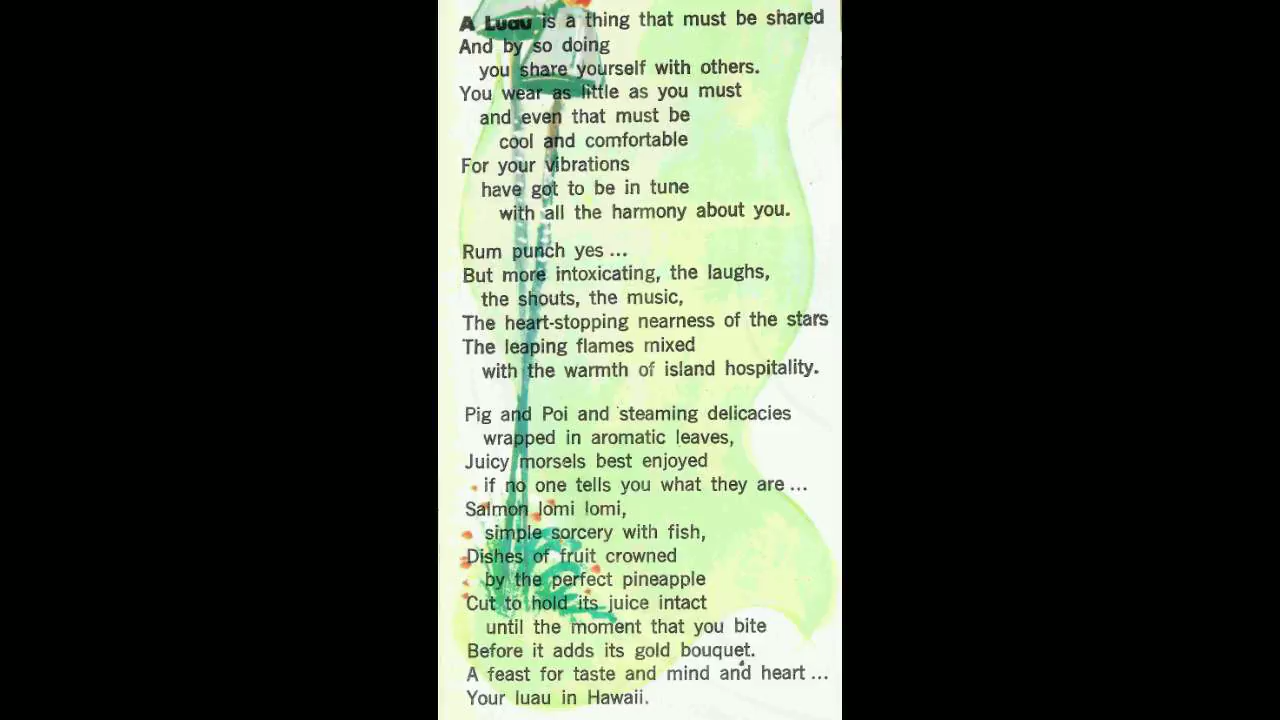 A Luau is a thing that must be shared
And by so doing
you share yourself with others.
You wear as little as you must
and even that must be
cool and comfortable
For your vibrations
have got to be in tune
with all the harmony about you.
Rum punch yes ...
But more intoxicating, the laughs,
the shouts, the music,
The heart-stopping nearness of the stars
The leaping flames mixed
with the warmth of island hospitality.
Pig and Poi and steaming delicacies
wrapped in aromatic leaves,
Juicy morsels best enjoyed
if no one tells you what they are ...
Salmon lomi lomi,
simple sorcery with fish,
Dishes of fruit crowned
by the perfect pineapple
Cut to hold its juice intact
until the moment that you bite
Before it adds its gold bouquet.
A feast for taste and mind and heart ...
Your luau in Hawaii.